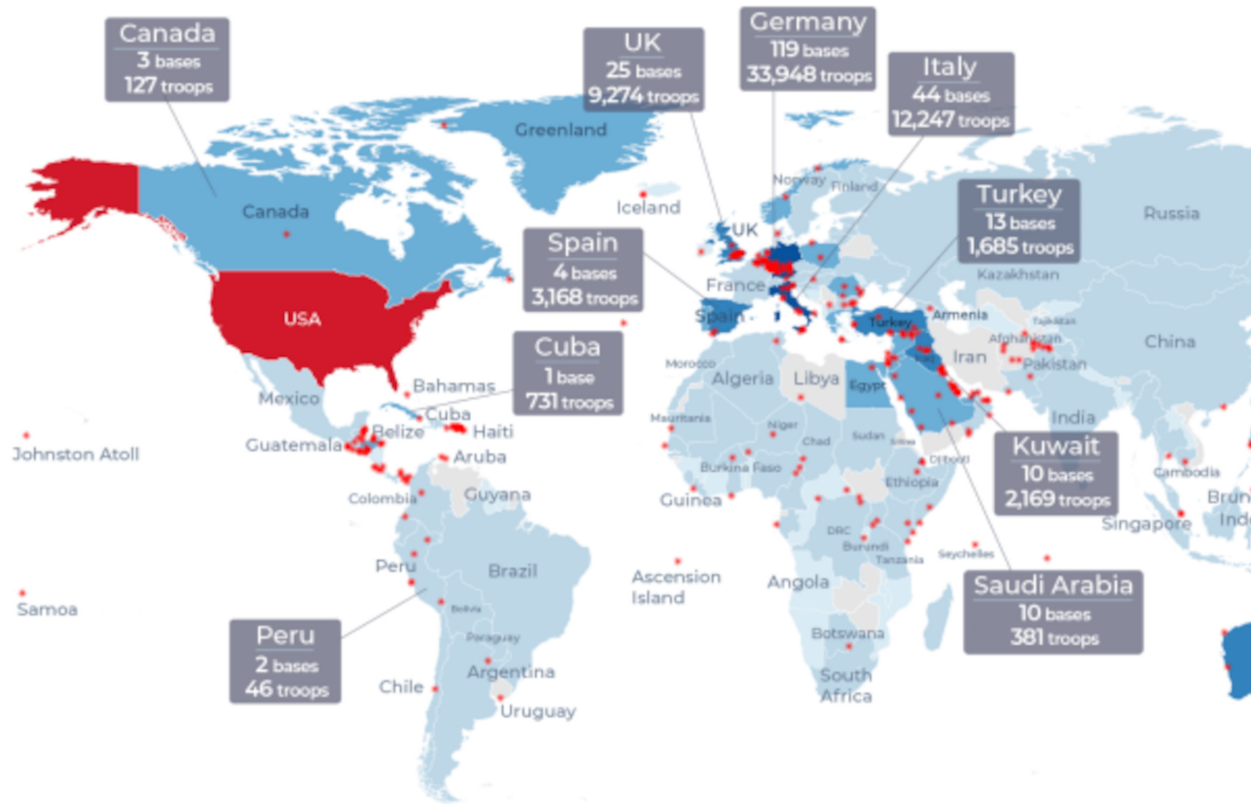 Canada
3 bases
127 troops
UK
25 bases
9,274 troops
Germany
119 bases
33,948 troops
Italy
44 bases
12,247 troops
Greenland
Norway
Finland
Canada
Iceland
UK
Russia
Turkey
13 bases
1,685 troops
Spain
4 bases
3,168 troops
France
Kazakhstan
USA
Spain
Turkey
Armenia
Tajikistan
Cuba
1 base
731 troops
Afghanistan
China
Iraq
Iran
Pakistan
Morocco
Algeria
Libya
Egypt
Bahamas
Mexico
Cuba
Mauritania
India
Belize
Haiti
Niger
Chad
Sudan
Eritrea
Guatemala
Johnston Atoll
Aruba
Kuwait
10 bases
2,169 troops
Djibouti
Burkina Faso
Cambodia
Ethiopia
Colombia
Guyana
Guinea
Brun
Indo
Singapore
DRC
Burundi
Seychelles
Tanzania
Peru
Brazil
Ascension
Island
Angola
Saudi Arabia
10 bases
381 troops
Samoa
Bolivia
Peru
2 bases
46 troops
Paraguay
Botswana
Argentina
Chile
South
Africa
Uruguay